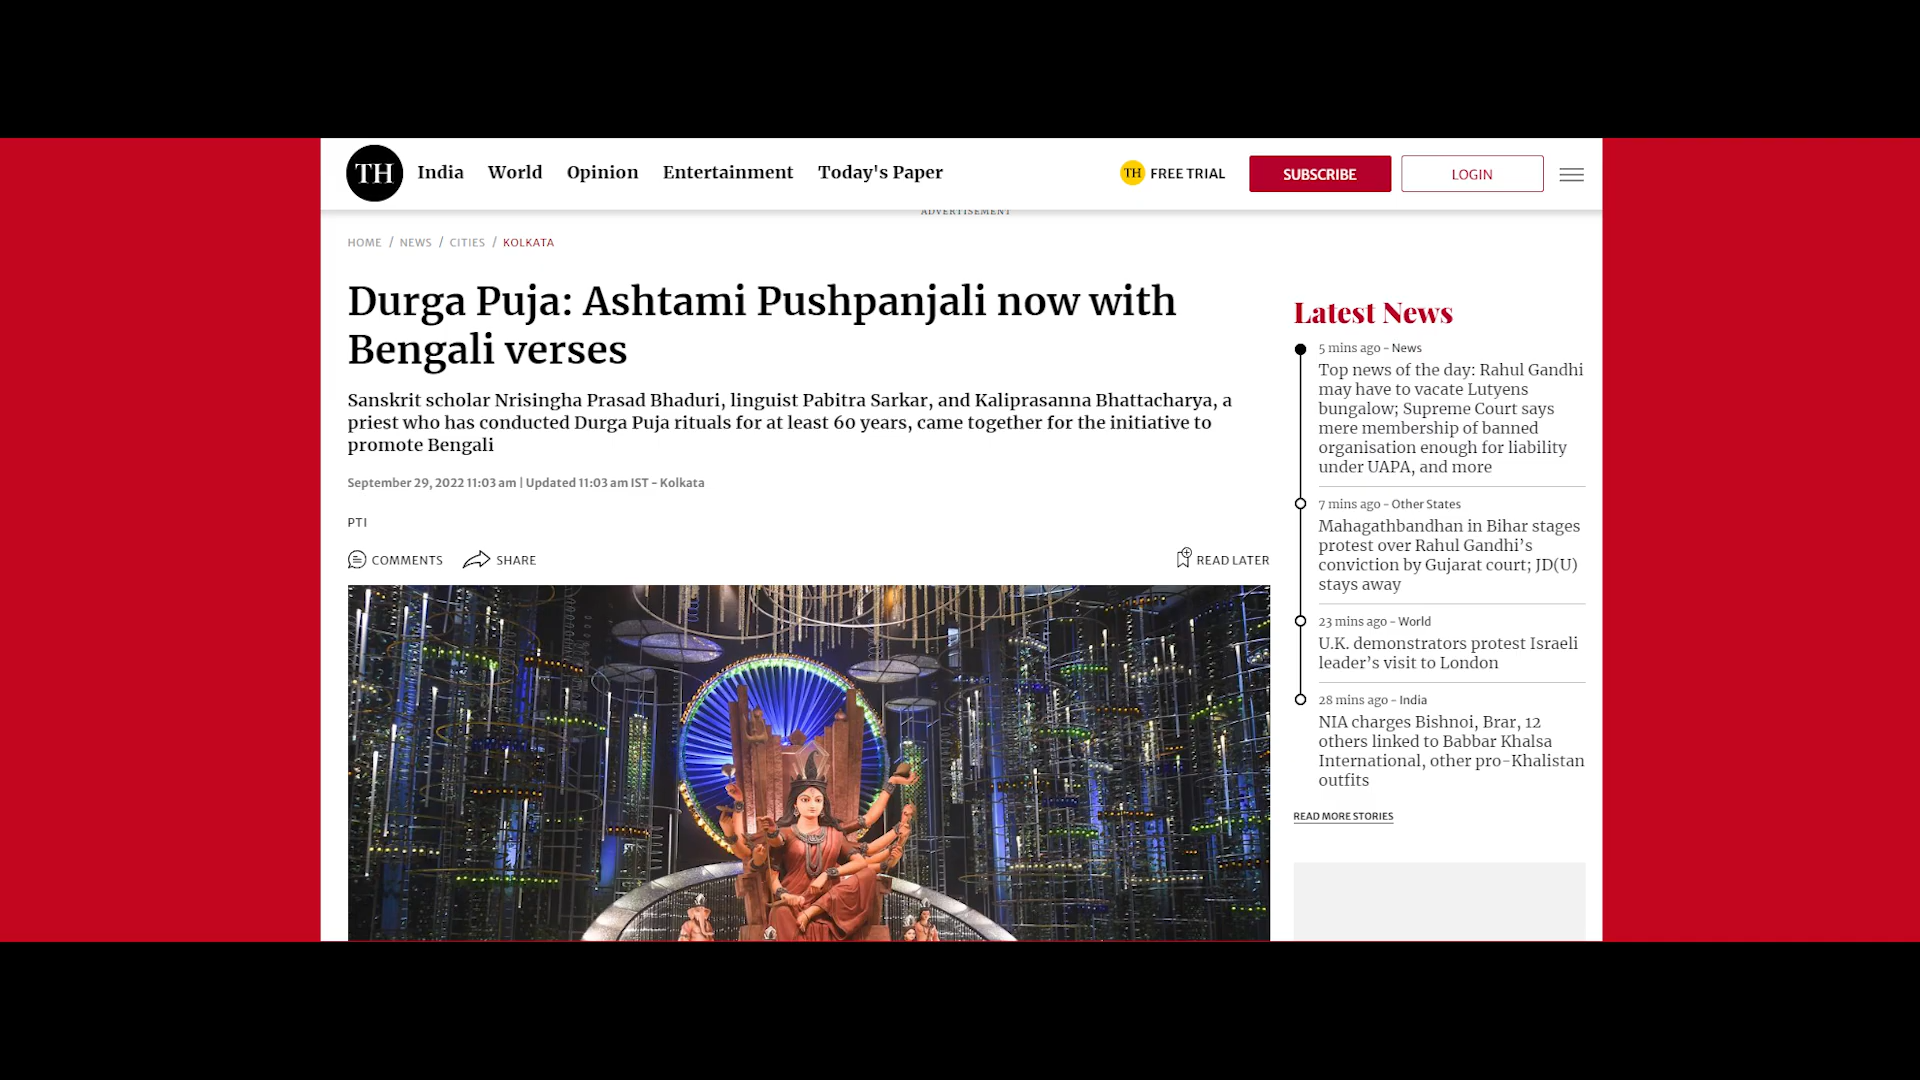 TH
India World Opinion Entertainment Today's Paper
TH FREE TRIAL
SUBSCRIBE
LOGIN
ADVERTISEMENT
HOME / NEWS / CITIES / KOLKATA
Durga Puja: Ashtami Pushpanjali now with
Bengali verses
Sanskrit scholar Nrisingha Prasad Bhaduri, linguist Pabitra Sarkar, and Kaliprasanna Bhattacharya, a
priest who has conducted Durga Puja rituals for at least 60 years, came together for the initiative to
promote Bengali
September 29, 2022 11:03 am | Updated 11:03 am IST - Kolkata
PTI
COMMENTS SHARE
READ LATER
Latest News
5 mins ago - News
Top news of the day: Rahul Gandhi
may have to vacate Lutyens
bungalow; Supreme Court says
mere membership of banned
organisation enough for liability
under UAPA, and more
7 mins ago - Other States
Mahagathbandhan in Bihar stages
protest over Rahul Gandhi’s
conviction by Gujarat court; JD(U)
stays away
23 mins ago - World
U.K. demonstrators protest Israeli
leader’s visit to London
28 mins ago - India
NIA charges Bishnoi, Brar, 12
others linked to Babbar Khalsa
International, other pro-Khalistan
outfits
READ MORE STORIES